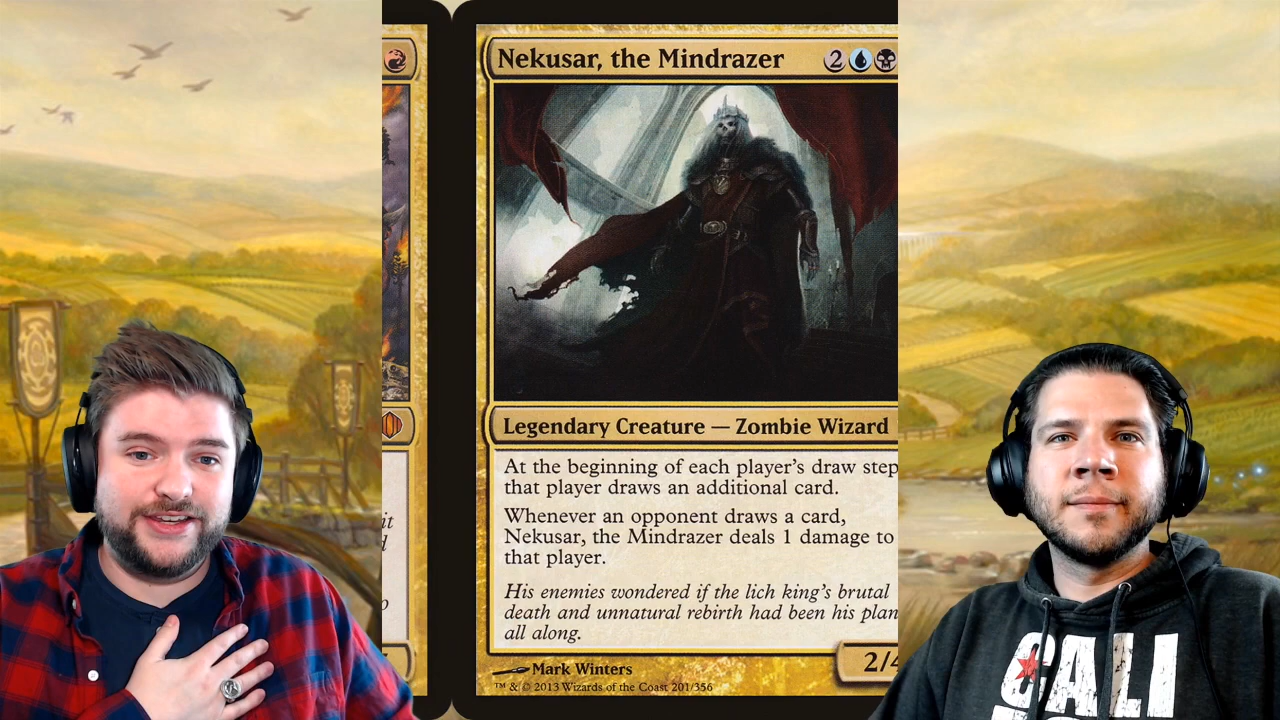 Nekusar, the Mindrazer 2
Legendary Creature — Zombie Wizard
At the beginning of each player's draw step
that player draws an additional card.
Whenever an opponent draws a card,
Nekusar, the Mindrazer deals 1 damage to
that player.
His enemies wondered if the lich king's brutal
death and unnatural rebirth had been his plan
all along.
2/4
Mark Winters
™ & © 2013 Wizards of the Coast 201/356
CALI